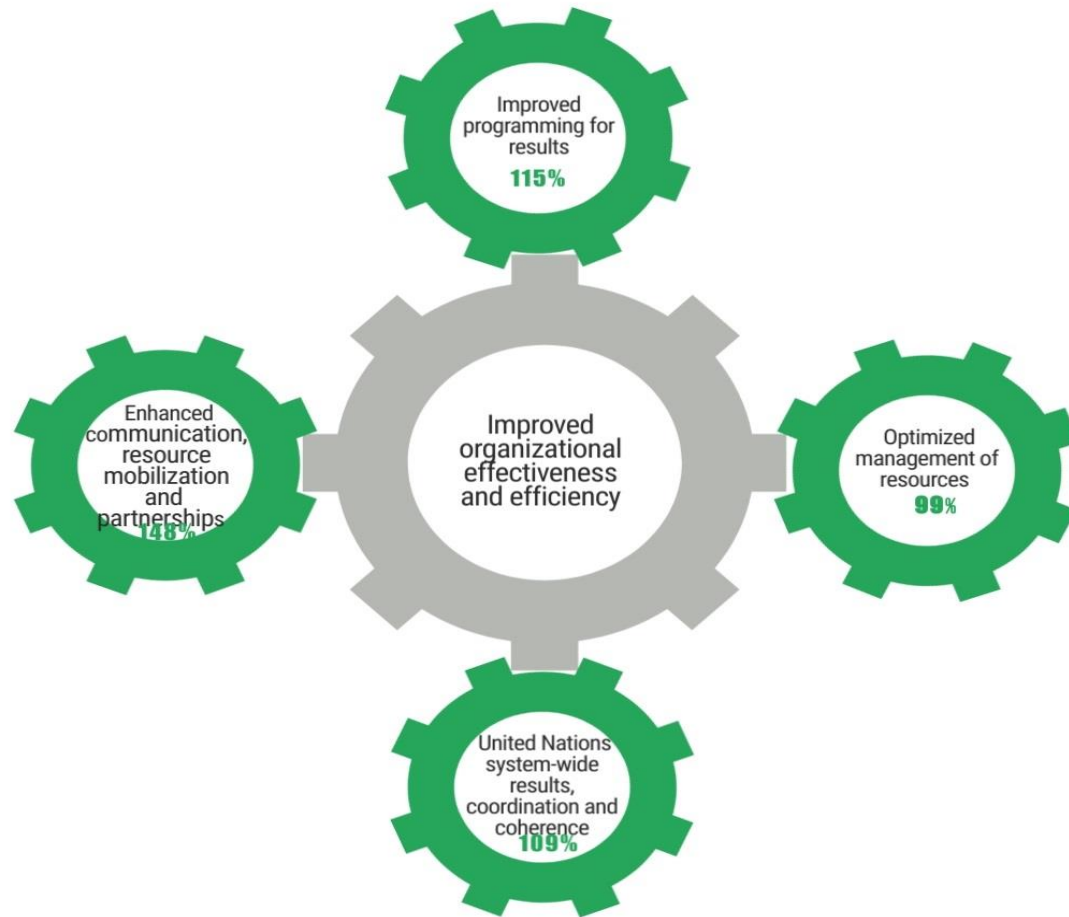 Improved
programming for
results
115%
Enhanced
communication,
resource
mobilization
and
partnerships
148%
Improved
organizational
effectiveness
and efficiency
Optimized
management of
resources
99%
United Nations
system-wide
results,
coordination and
coherence
109%